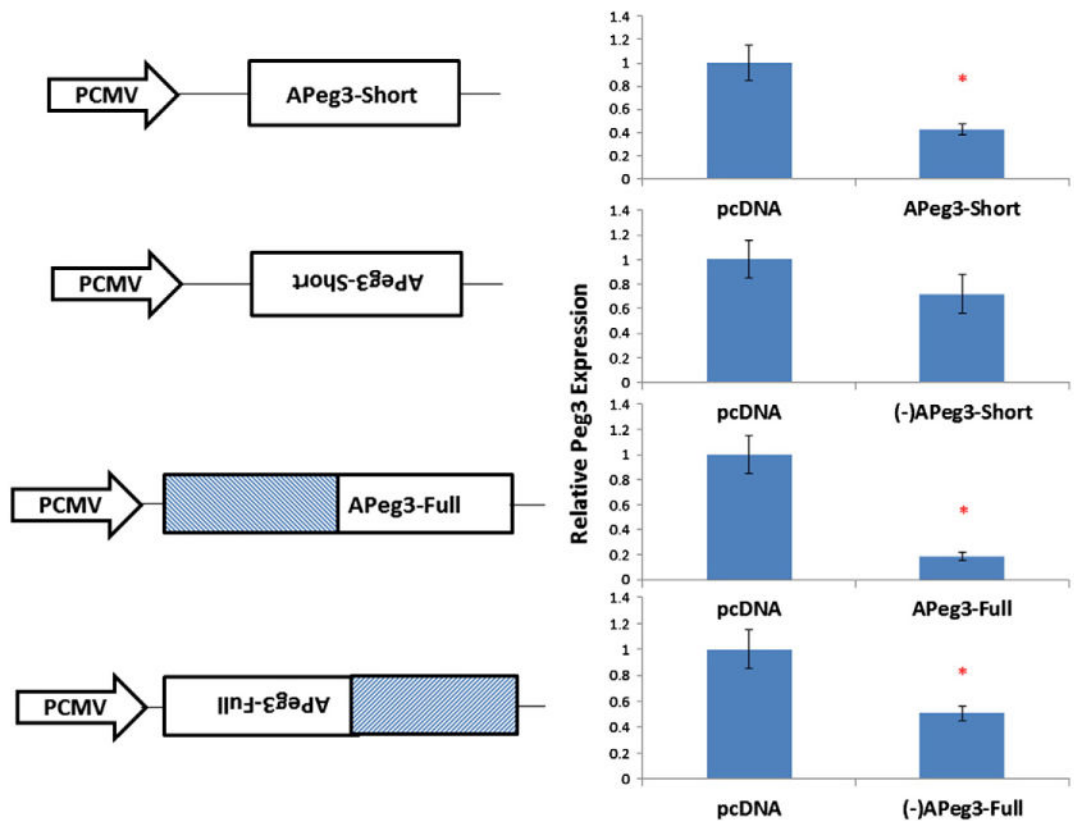 PCMV
APeg3-Short
PCMV
APeg3-Short
PCMV
APeg3-Full
PCMV
APeg3-Full
Relative Peg3 Expression
1.4
1.2
1
0.8
0.6
0.4
0.2
0
*
pcDNA
APeg3-Short
1.4
1.2
1
0.8
0.6
0.4
0.2
0
pcDNA
(-)APeg3-Short
1.4
1.2
1
0.8
0.6
0.4
0.2
0
*
pcDNA
APeg3-Full
1.4
1.2
1
0.8
0.6
0.4
0.2
0
*
pcDNA
(-)APeg3-Full